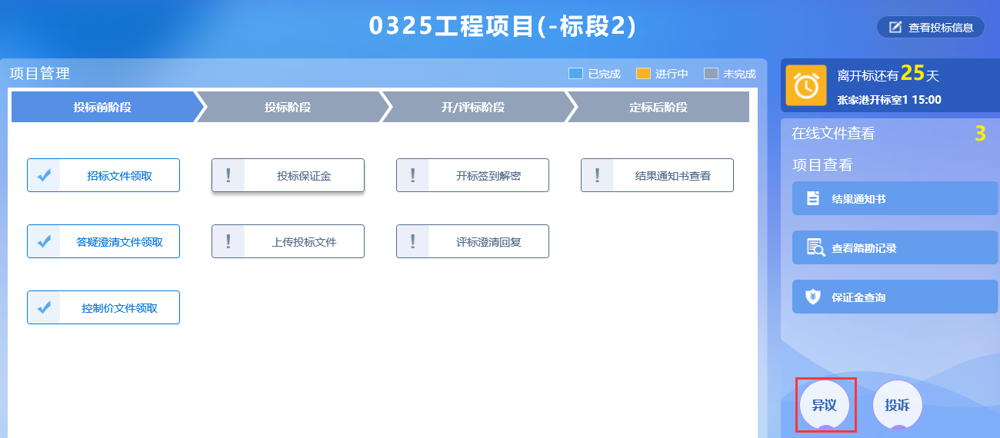 0325工程项目(-标段2)
查看投标信息
项目管理
已完成 进行中 未完成
投标前阶段 投标阶段 开/评标阶段 定标后阶段
招标文件领取 ! 投标保证金 ! 开标签到解密 ! 结果通知书查看
答疑澄清文件领取 ! 上传投标文件 ! 评标澄清回复
控制价文件领取
离开标还有25天
张家港开标室1 15:00
在线文件查看 3
项目查看
结果通知书
查看踏勘记录
保证金查询
异议 投诉